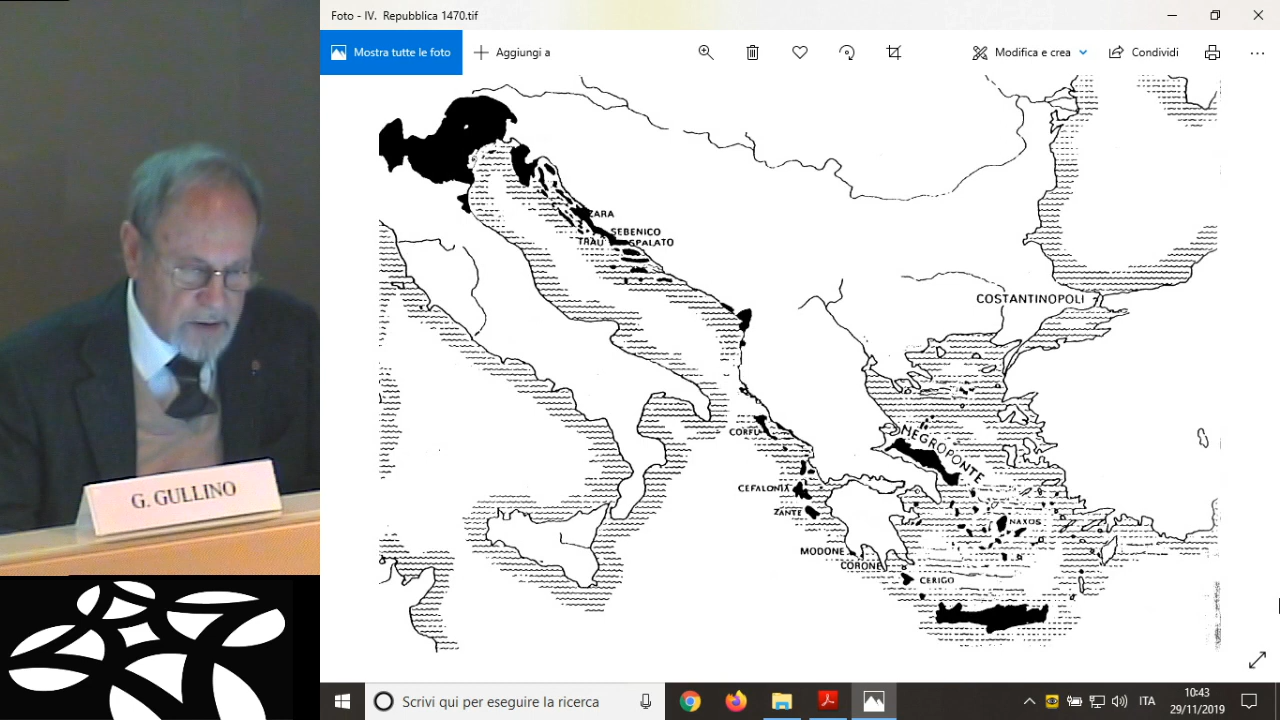 Foto - IV. Repubblica 1470.tif
Mostra tutte le foto
Aggiungi a
Modifica e crea
Condividi
ZARA
SEBENICO
TRAU
SPALATO
COSTANTINOPOLI
CORFU
NEGROPONTE
CEFALONIA
ZANTE
NAXOS
MODONE
CORONE
CERIGO
G. GULLINO
Scrivi qui per eseguire la ricerca
ITA
10:43
29/11/2019